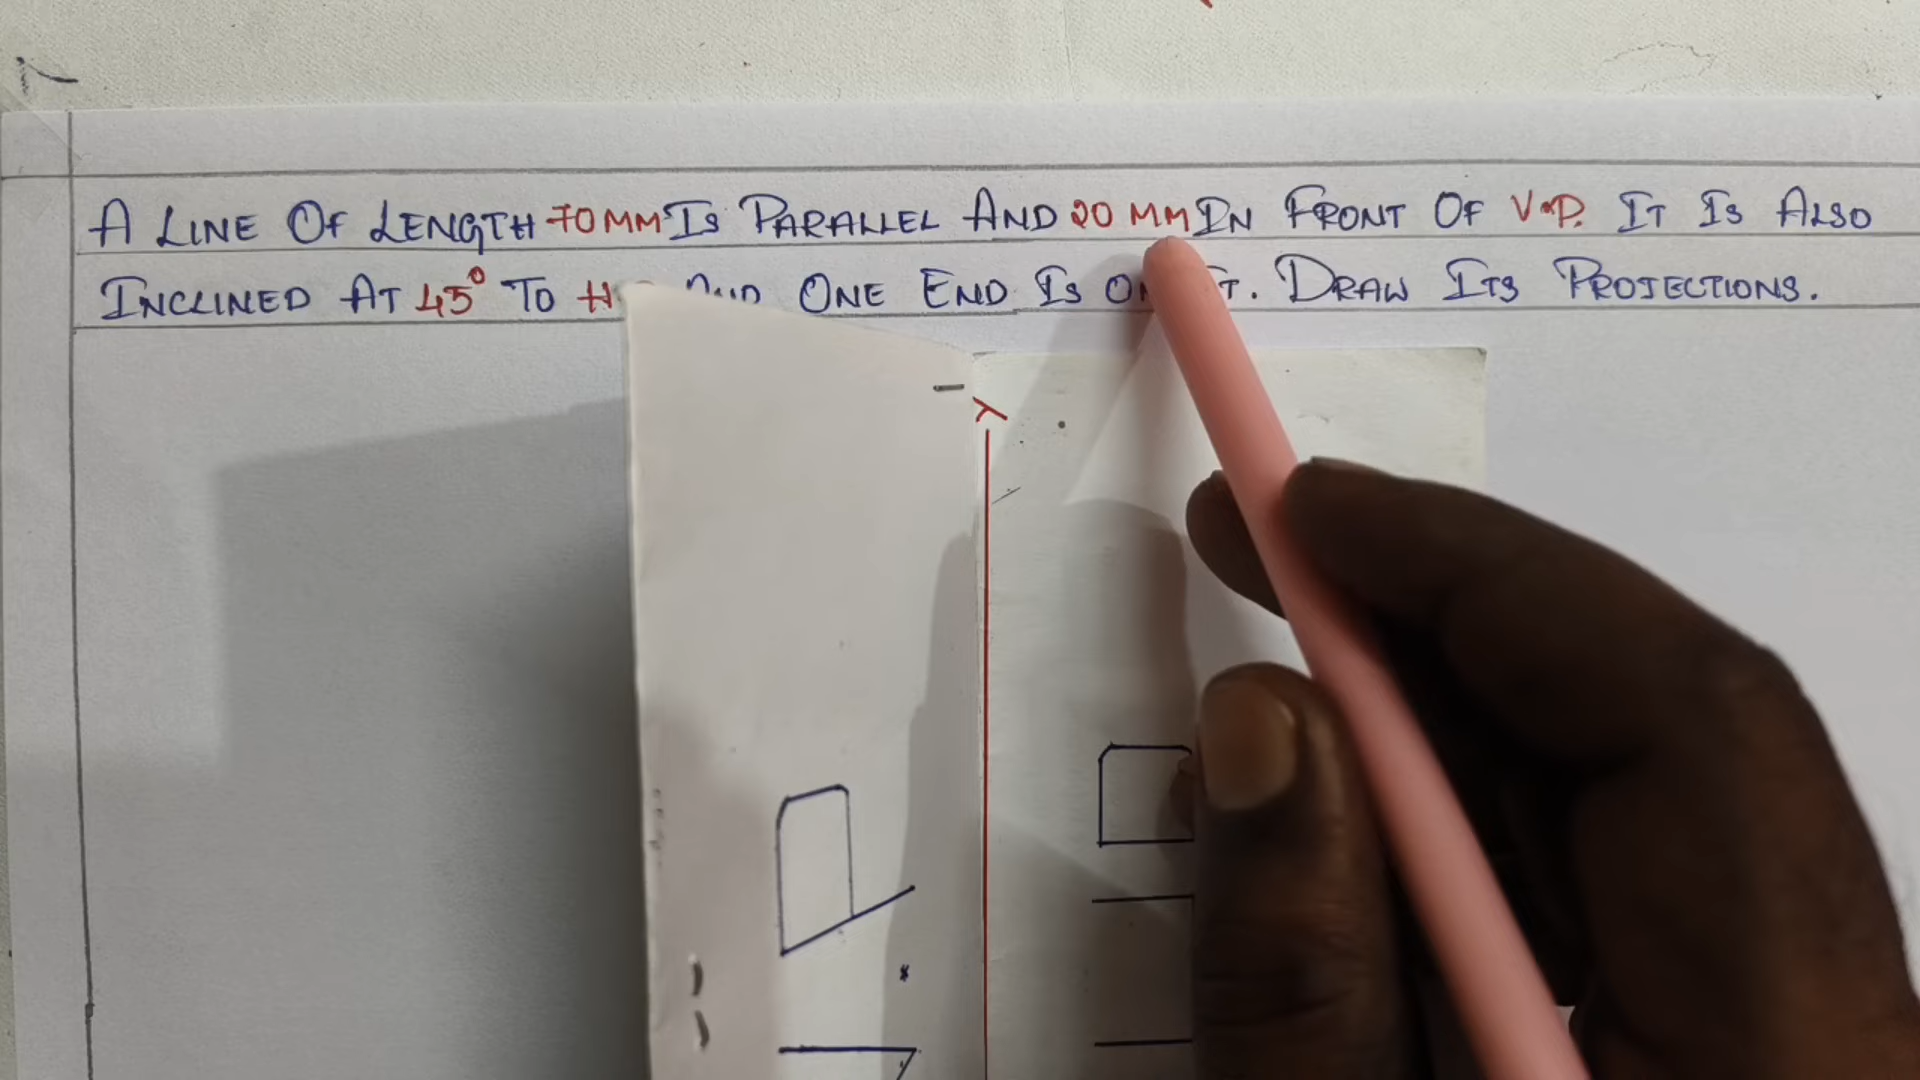 A LINE OF LENGTH 70 MM IS PARALLEL AND 20 MM IN FRONT OF V.P. IT IS ALSO
INCLINED AT 45° TO AND ONE END IS DRAW ITS PROJECTIONS.
Y